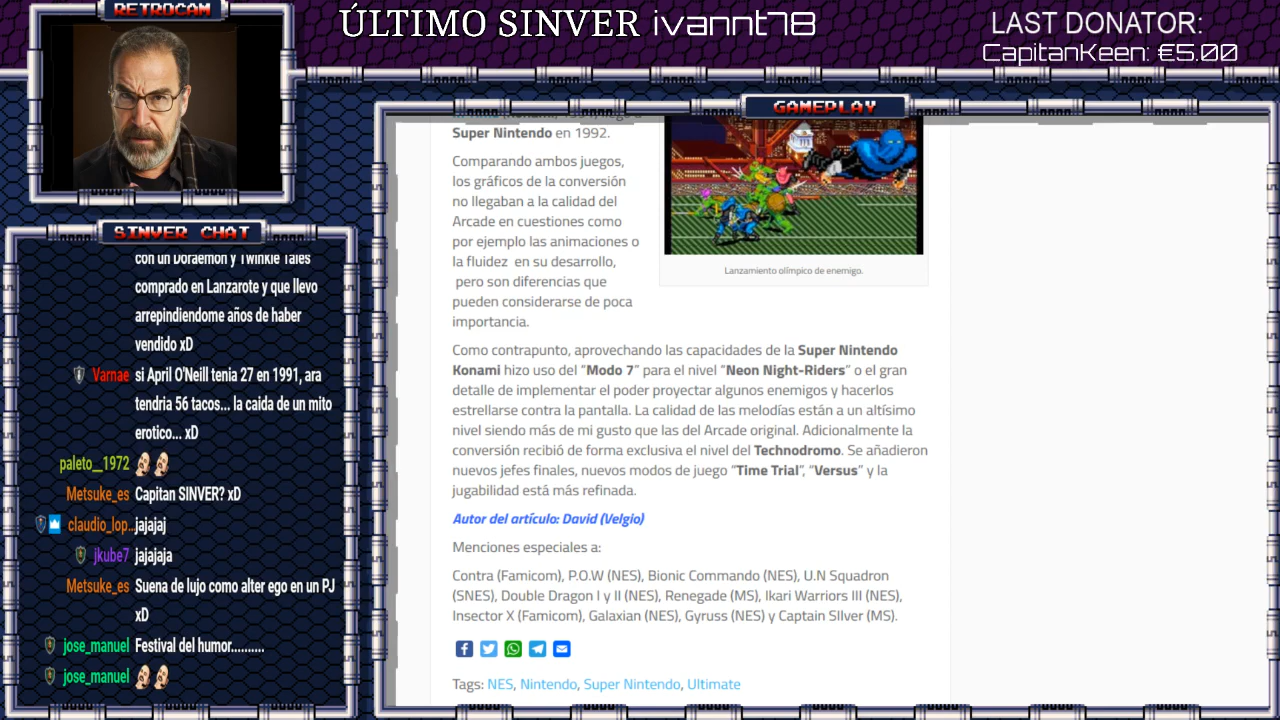 RETROCAM
ÚLTIMO SINVER ivannt78
LAST DONATOR:
CapitanKeen: €5.00
GAMEPLAY
SINVER CHAT
con un Doraemon y Twinkie Tales
comprado en Lanzarote y que llevo
arrepindiendome años de haber
vendido xD
Varnae si April O'Neill tenia 27 en 1991, ara
tendria 56 tacos... la caida de un mito
erotico... xD
paleto__1972
Metsuke_es Capitan SINVER? xD
claudio_lop... jajajaj
jkube7 jajajaja
Metsuke_es Suena de lujo como alter ego en un PJ
xD
jose_manuel Festival del humor..........
jose_manuel
Super Nintendo en 1992.
Comparando ambos juegos,
los gráficos de la conversión
no llegaban a la calidad del
Arcade en cuestiones como
por ejemplo las animaciones o
la fluidez en su desarrollo,
pero son diferencias que
pueden considerarse de poca
importancia.
Lanzamiento olímpico de enemigo.
Como contrapunto, aprovechando las capacidades de la Super Nintendo
Konami hizo uso del “Modo 7” para el nivel “Neon Night-Riders” o el gran
detalle de implementar el poder proyectar algunos enemigos y hacerlos
estrellarse contra la pantalla. La calidad de las melodías están a un altísimo
nivel siendo más de mi gusto que las del Arcade original. Adicionalmente la
conversión recibió de forma exclusiva el nivel del Technodromo. Se añadieron
nuevos jefes finales, nuevos modos de juego “Time Trial”, “Versus” y la
jugabilidad está más refinada.
Autor del artículo: David (Velgio)
Menciones especiales a:
Contra (Famicom), P.O.W (NES), Bionic Commando (NES), U.N Squadron
(SNES), Double Dragon I y II (NES), Renegade (MS), Ikari Warriors III (NES),
Insector X (Famicom), Galaxian (NES), Gyruss (NES) y Captain SIlver (MS).
Tags: NES, Nintendo, Super Nintendo, Ultimate